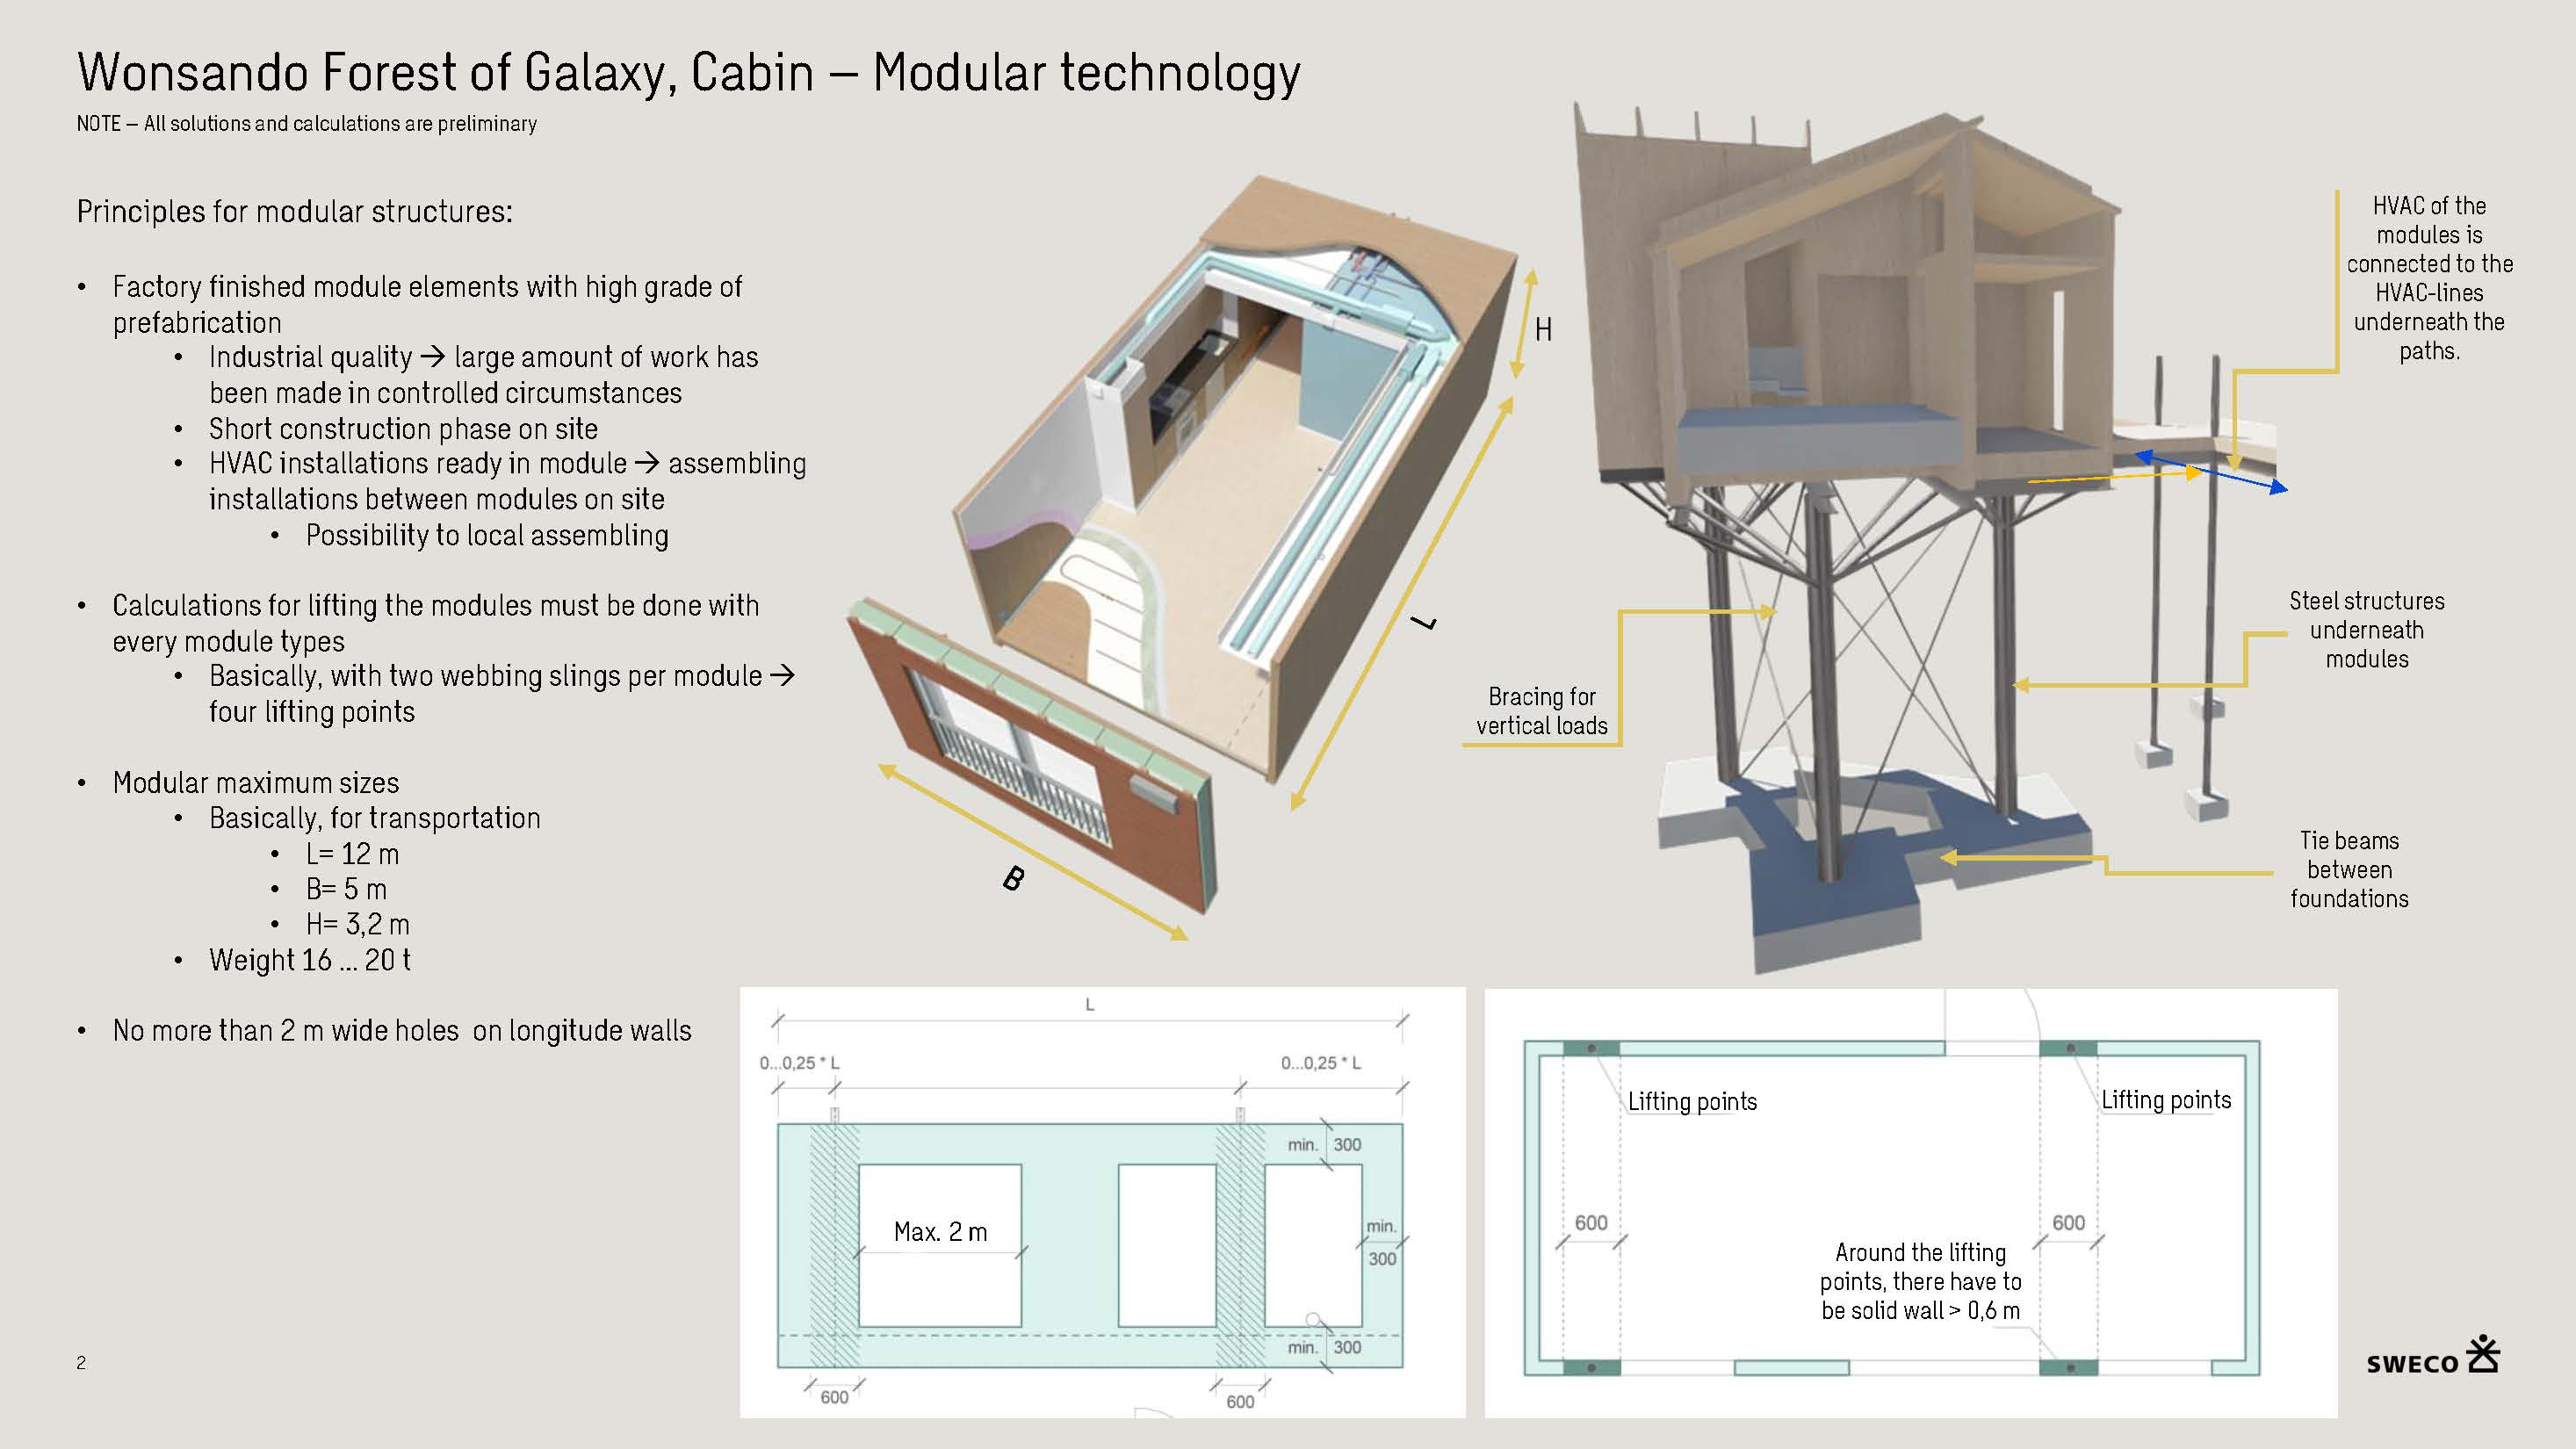 Wonsando Forest of Galaxy, Cabin – Modular technology
NOTE – All solutions and calculations are preliminary
Principles for modular structures:
• Factory finished module elements with high grade of
prefabrication
• Industrial quality → large amount of work has
been made in controlled circumstances
• Short construction phase on site
• HVAC installations ready in module → assembling
installations between modules on site
• Possibility to local assembling
• Calculations for lifting the modules must be done with
every module types
• Basically, with two webbing slings per module →
four lifting points
• Modular maximum sizes
• Basically, for transportation
• L= 12 m
• B= 5 m
• H= 3,2 m
• Weight 16 ... 20 t
• No more than 2 m wide holes on longitude walls
H
L
B
HVAC of the
modules is
connected to the
HVAC-lines
underneath the
paths.
Steel structures
underneath
modules
Bracing for
vertical loads
Tie beams
between
foundations
L
0...0,25 * L
0...0,25 * L
min. 300
Max. 2 m
min.
300
min. 300
600
600
Lifting points
Lifting points
600
600
Around the lifting
points, there have to
be solid wall > 0,6 m
2
SWECO